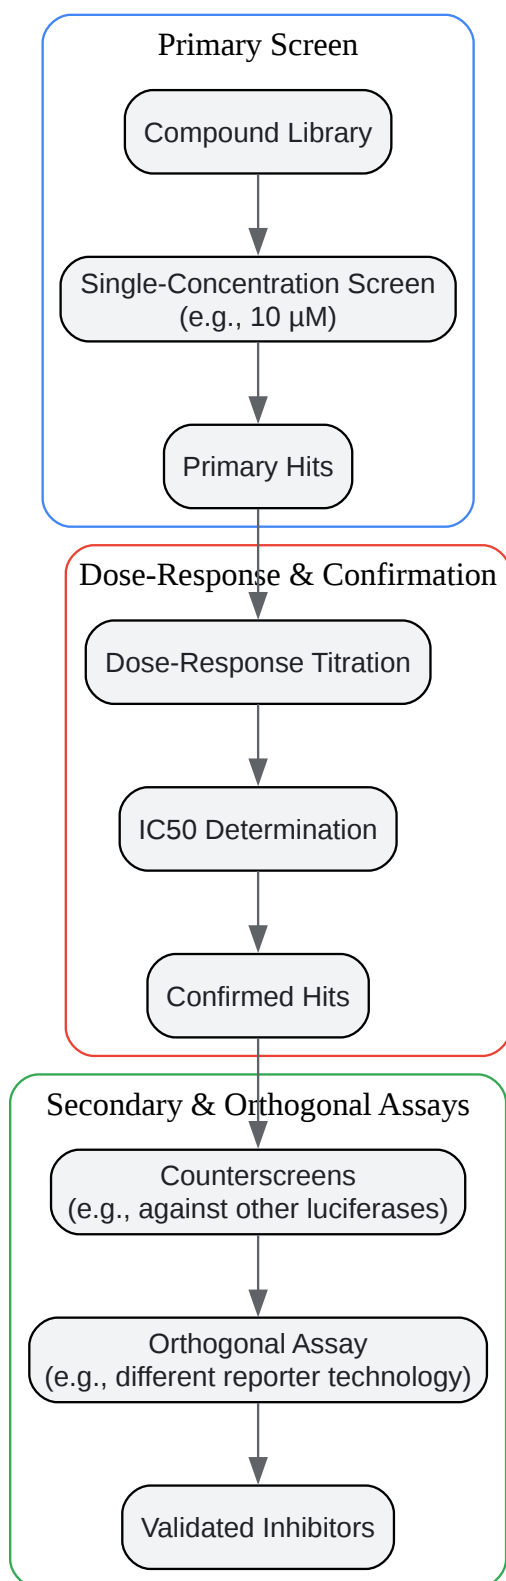 Primary Screen
Compound Library
Single-Concentration Screen
(e.g., 10 µM)
Primary Hits
Dose-Response & Confirmation
Dose-Response Titration
IC50 Determination
Confirmed Hits
Secondary & Orthogonal Assays
Counterscreens
(e.g., against other luciferases)
Orthogonal Assay
(e.g., different reporter technology)
Validated Inhibitors